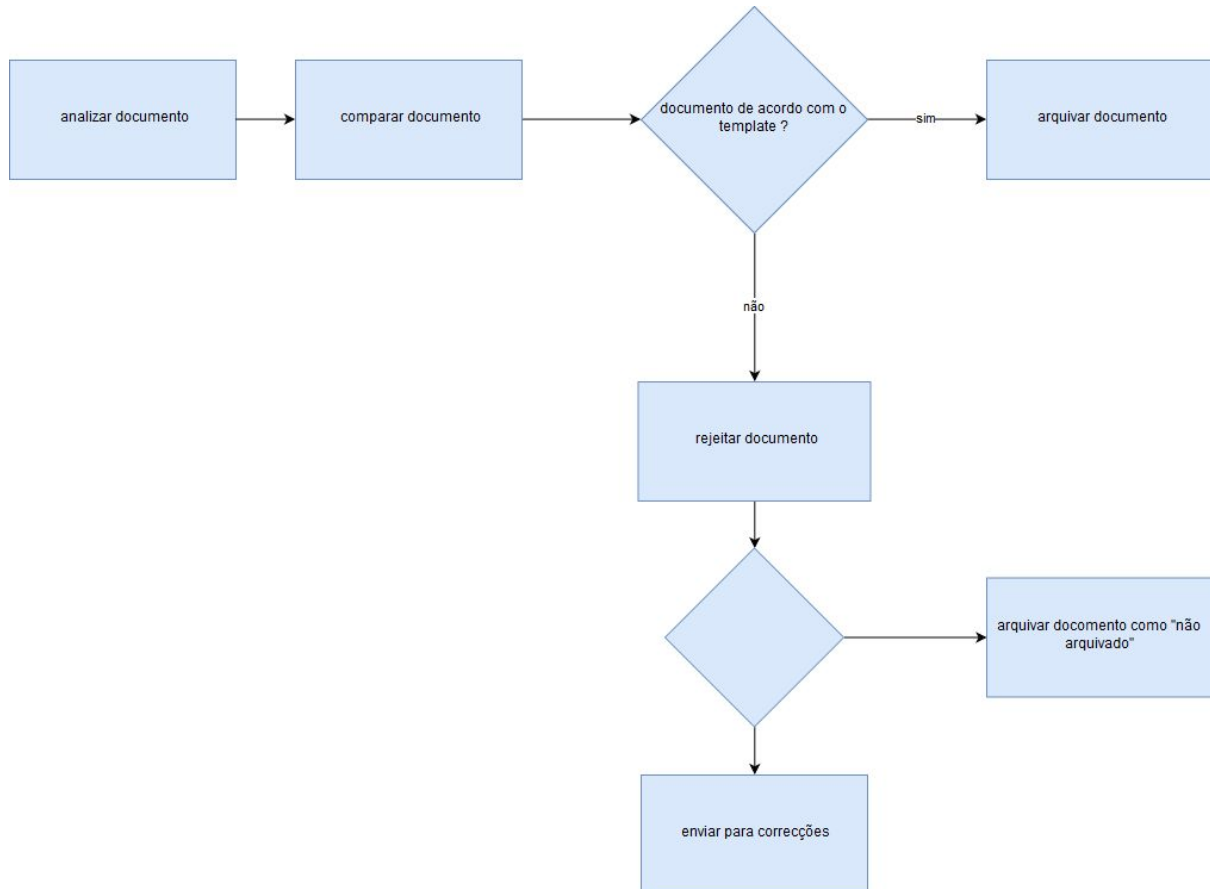 analizar documento
comparar documento
documento de acordo com o
template ?
sim
arquivar documento
não
rejeitar documento
arquivar docomento como "não
arquivado"
enviar para correcções